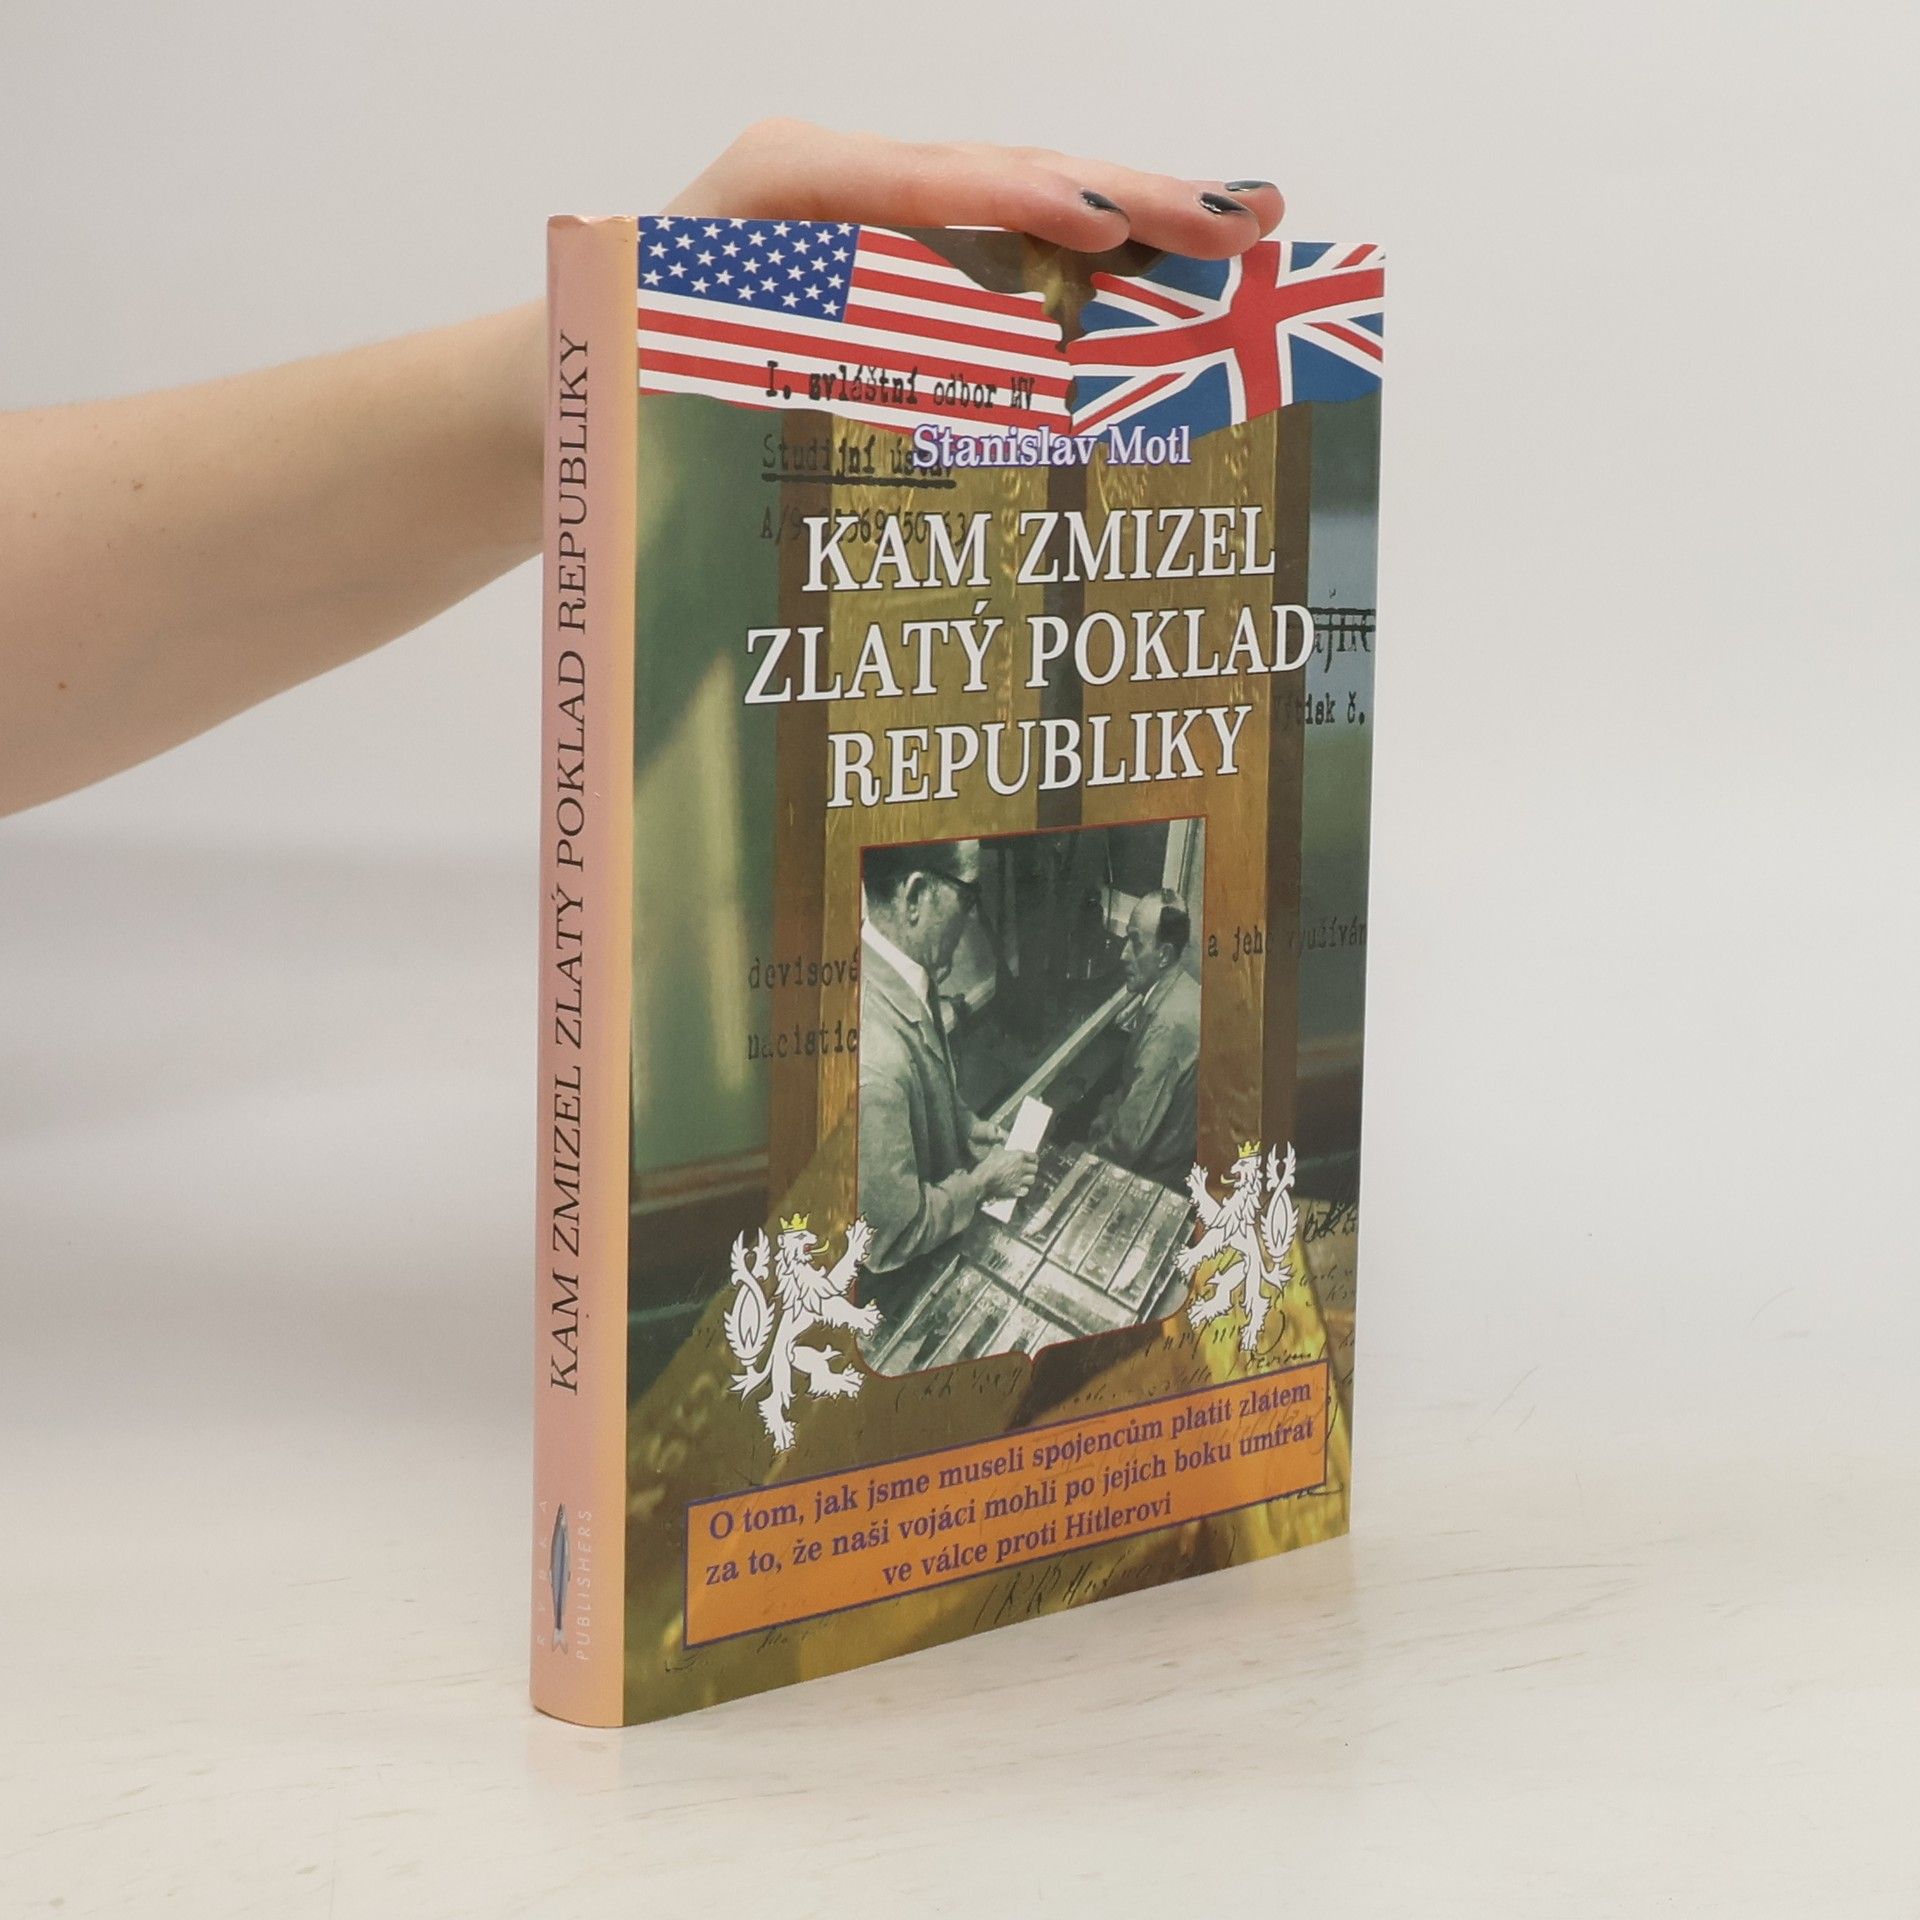 KAM ZMIZEL ZLATÝ POKLAD REPUBLIKY
RYBKA
PUBLISHERS
I. zvláštní odbor MV
Studijní ústav
Stanislav Motl
KAM ZMIZEL
ZLATÝ POKLAD
REPUBLIKY
Výtisk č.
devisové
a jeho využíván
nacistic
O tom, jak jsme museli spojencům platit zlatem
za to, že naši vojáci mohli po jejich boku umírat
ve válce proti Hitlerovi